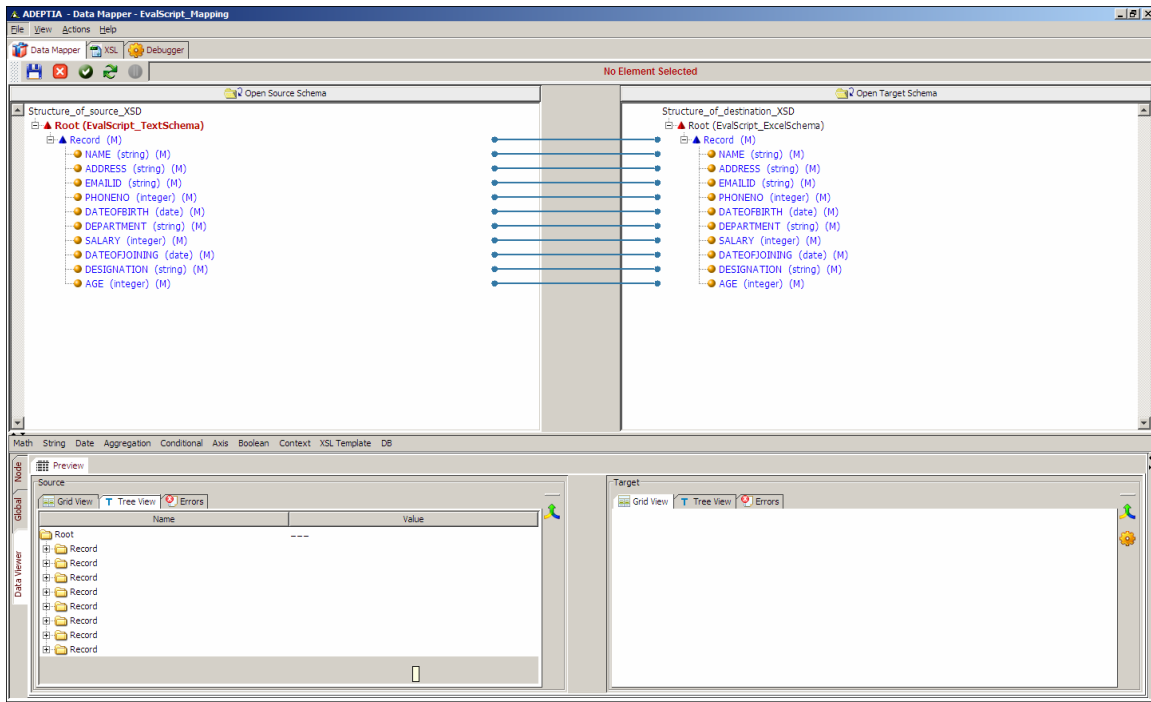 ADEPTIA - Data Mapper - EvalScript_Mapping
File View Actions Help
Data Mapper XSL Debugger
No Element Selected
Open Source Schema Open Target Schema
Structure_of_source_XSD Structure_of_destination_XSD
Root (EvalScript_TextSchema) Root (EvalScript_ExcelSchema)
Record (M) Record (M)
NAME (string) (M) NAME (string) (M)
ADDRESS (string) (M) ADDRESS (string) (M)
EMAILID (string) (M) EMAILID (string) (M)
PHONENO (integer) (M) PHONENO (integer) (M)
DATEOFBIRTH (date) (M) DATEOFBIRTH (date) (M)
DEPARTMENT (string) (M) DEPARTMENT (string) (M)
SALARY (integer) (M) SALARY (integer) (M)
DATEOFJOINING (date) (M) DATEOFJOINING (date) (M)
DESIGNATION (string) (M) DESIGNATION (string) (M)
AGE (integer) (M) AGE (integer) (M)
Math String Date Aggregation Conditional Axis Boolean Context XSL Template DB
Node
Global
Data Viewer
Preview
Source Target
Grid View T Tree View Errors Grid View T Tree View Errors
Name Value
Root ---
Record
Record
Record
Record
Record
Record
Record
Record